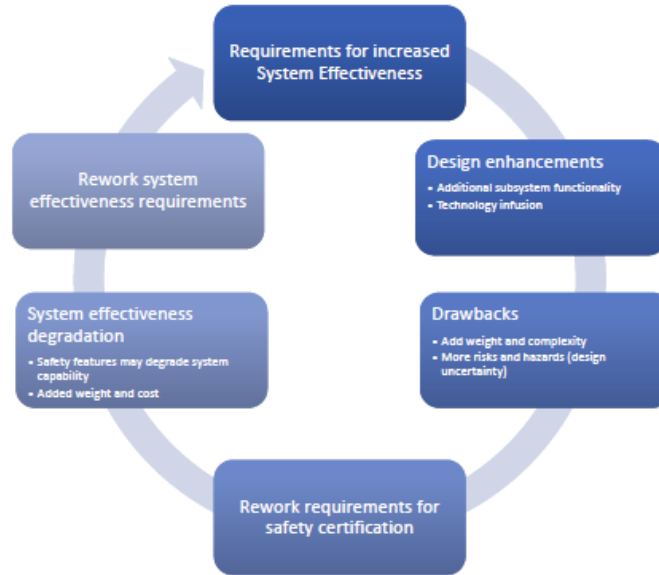 Requirements for increased
System Effectiveness
Design enhancements
• Additional subsystem functionality
• Technology infusion
Drawbacks
• Add weight and complexity
• More risks and hazards (design
uncertainty)
Rework requirements for
safety certification
System effectiveness
degradation
• Safety features may degrade system
capability
• Added weight and cost
Rework system
effectiveness requirements